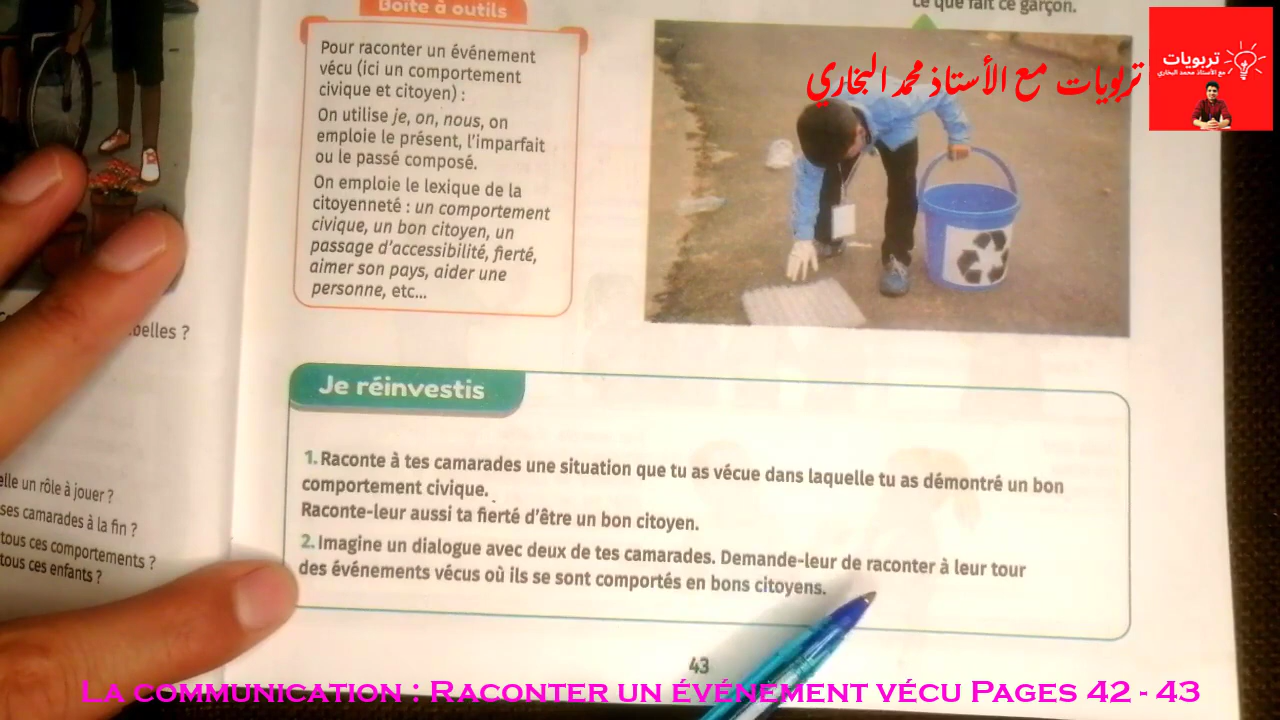 Boîte à outils
Pour raconter un événement
vécu (ici un comportement
civique et citoyen) :
On utilise je, on, nous, on
emploie le présent, l'imparfait
ou le passé composé.
On emploie le lexique de la
citoyenneté : un comportement
civique, un bon citoyen, un
passage d'accessibilité, fierté,
aimer son pays, aider une
personne, etc...
ce que fait ce garçon.
تربويات مع الأستاذ محمد البخاري
تربويات
مع الأستاذ محمد البخاري
belles ?
elle un rôle à jouer ?
ses camarades à la fin ?
tous ces comportements ?
tous ces enfants ?
Je réinvestis
1. Raconte à tes camarades une situation que tu as vécue dans laquelle tu as démontré un bon
comportement civique.
Raconte-leur aussi ta fierté d'être un bon citoyen.
2. Imagine un dialogue avec deux de tes camarades. Demande-leur de raconter à leur tour
des événements vécus où ils se sont comportés en bons citoyens.
43
La communication : Raconter un événement vécu Pages 42 - 43